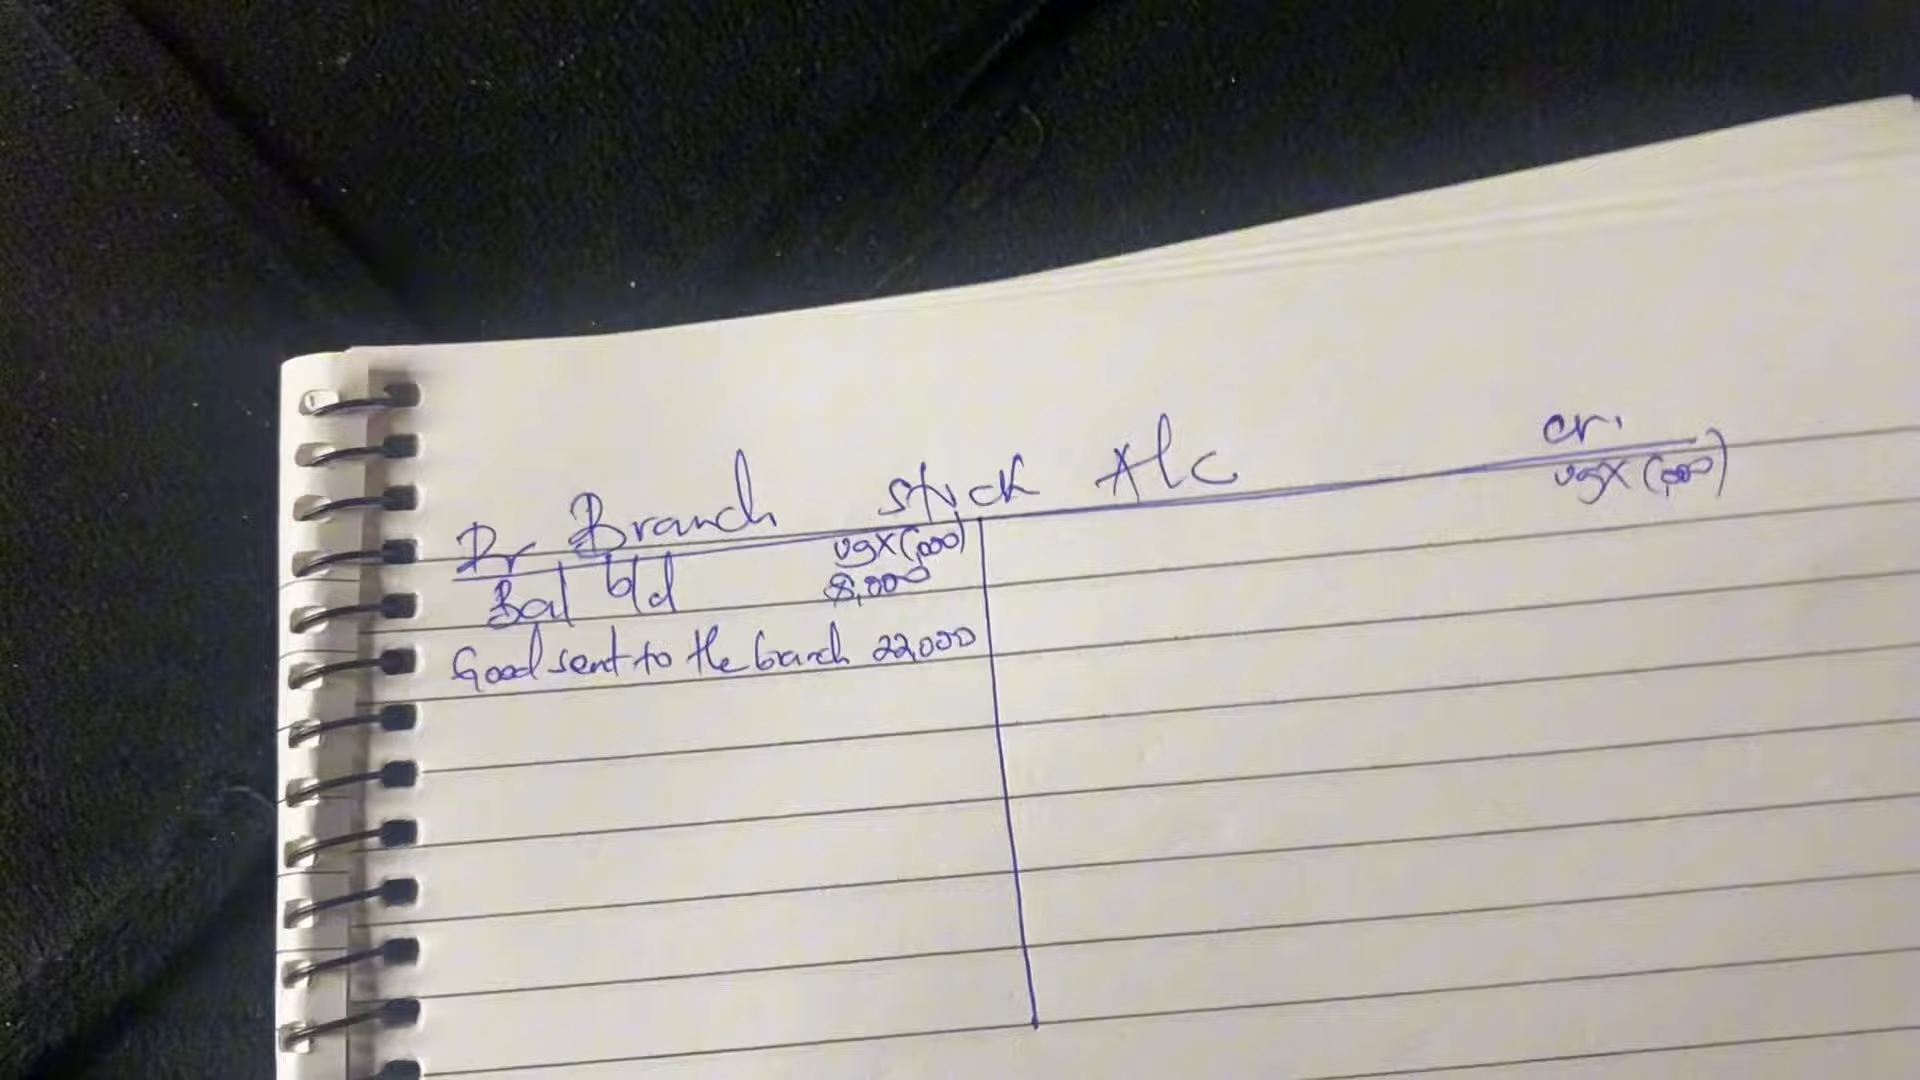 Dr Branch stock A/c cr.
ugx(,000) ugx (,000)
Bal b/d 8,000
Good sent to the branch 22,000